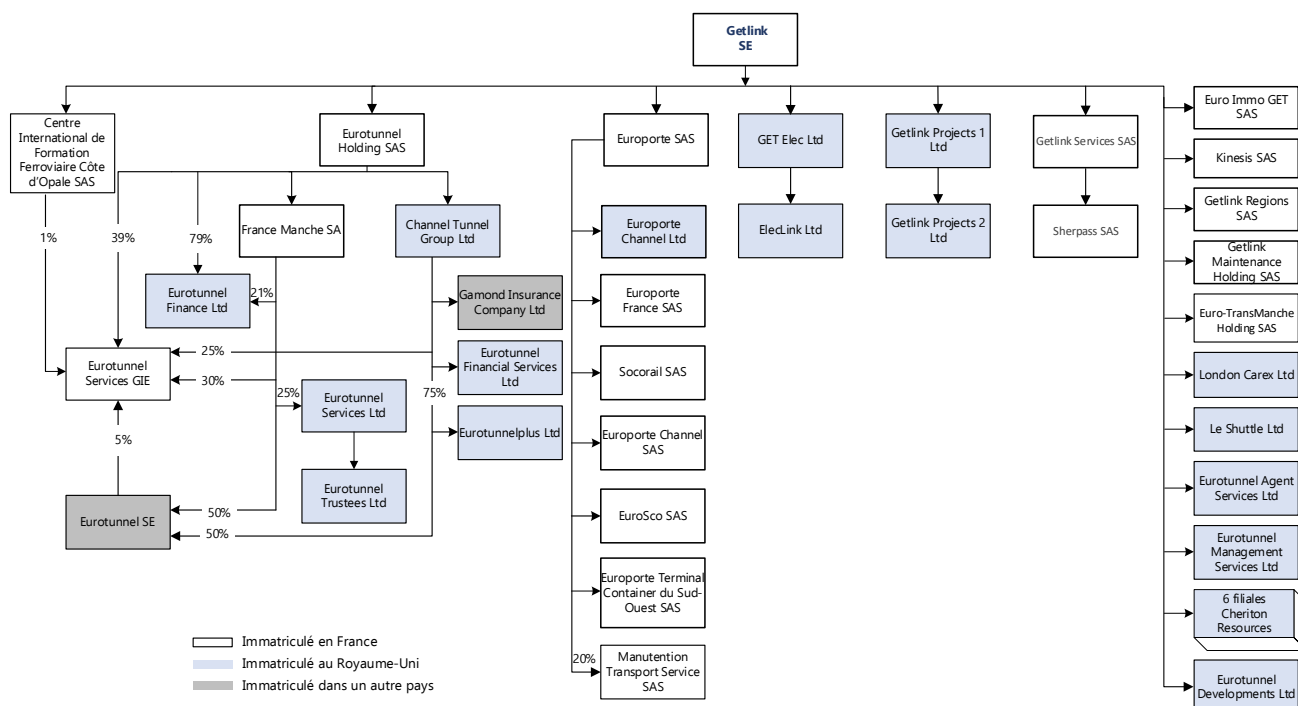 Getlink
SE
Centre
International de
Formation
Ferroviaire Côte
d'Opale SAS
Eurotunnel
Holding SAS
Europorte SAS
GET Elec Ltd
Getlink Projects 1
Ltd
Getlink Services SAS
Euro Immo GET
SAS
Kinesis SAS
Getlink Regions
SAS
Getlink
Maintenance
Holding SAS
Euro-TransManche
Holding SAS
London Carex Ltd
Le Shuttle Ltd
Eurotunnel Agent
Services Ltd
Eurotunnel
Management
Services Ltd
6 filiales
Cheriton
Resources
Eurotunnel
Developments Ltd
1%
39%
79%
France Manche SA
Channel Tunnel
Group Ltd
Europorte
Channel Ltd
ElecLink Ltd
Getlink Projects 2
Ltd
Sherpass SAS
Eurotunnel
Finance Ltd
21%
Gamond Insurance
Company Ltd
Europorte
France SAS
Eurotunnel
Services GIE
25%
30%
Eurotunnel
Financial Services
Ltd
Socorail SAS
25%
75%
Eurotunnel
Services Ltd
Eurotunnelplus Ltd
Europorte Channel
SAS
5%
Eurotunnel
Trustees Ltd
Eurotunnel SE
50%
50%
EuroSco SAS
Europorte Terminal
Container du Sud-
Ouest SAS
20%
Manutention
Transport Service
SAS
Immatriculé en France
Immatriculé au Royaume-Uni
Immatriculé dans un autre pays